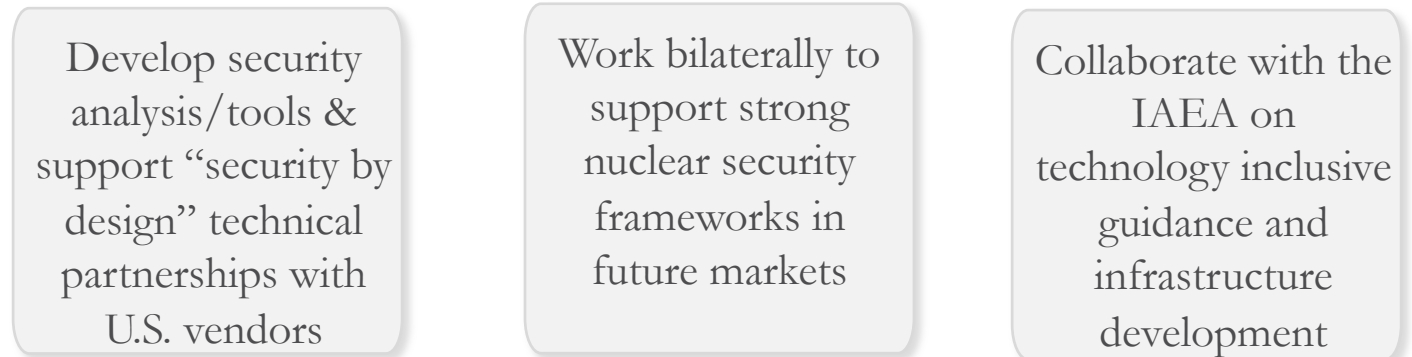 Develop security
analysis/tools &
support “security by
design” technical
partnerships with
U.S. vendors
Work bilaterally to
support strong
nuclear security
frameworks in
future markets
Collaborate with the
IAEA on
technology inclusive
guidance and
infrastructure
development